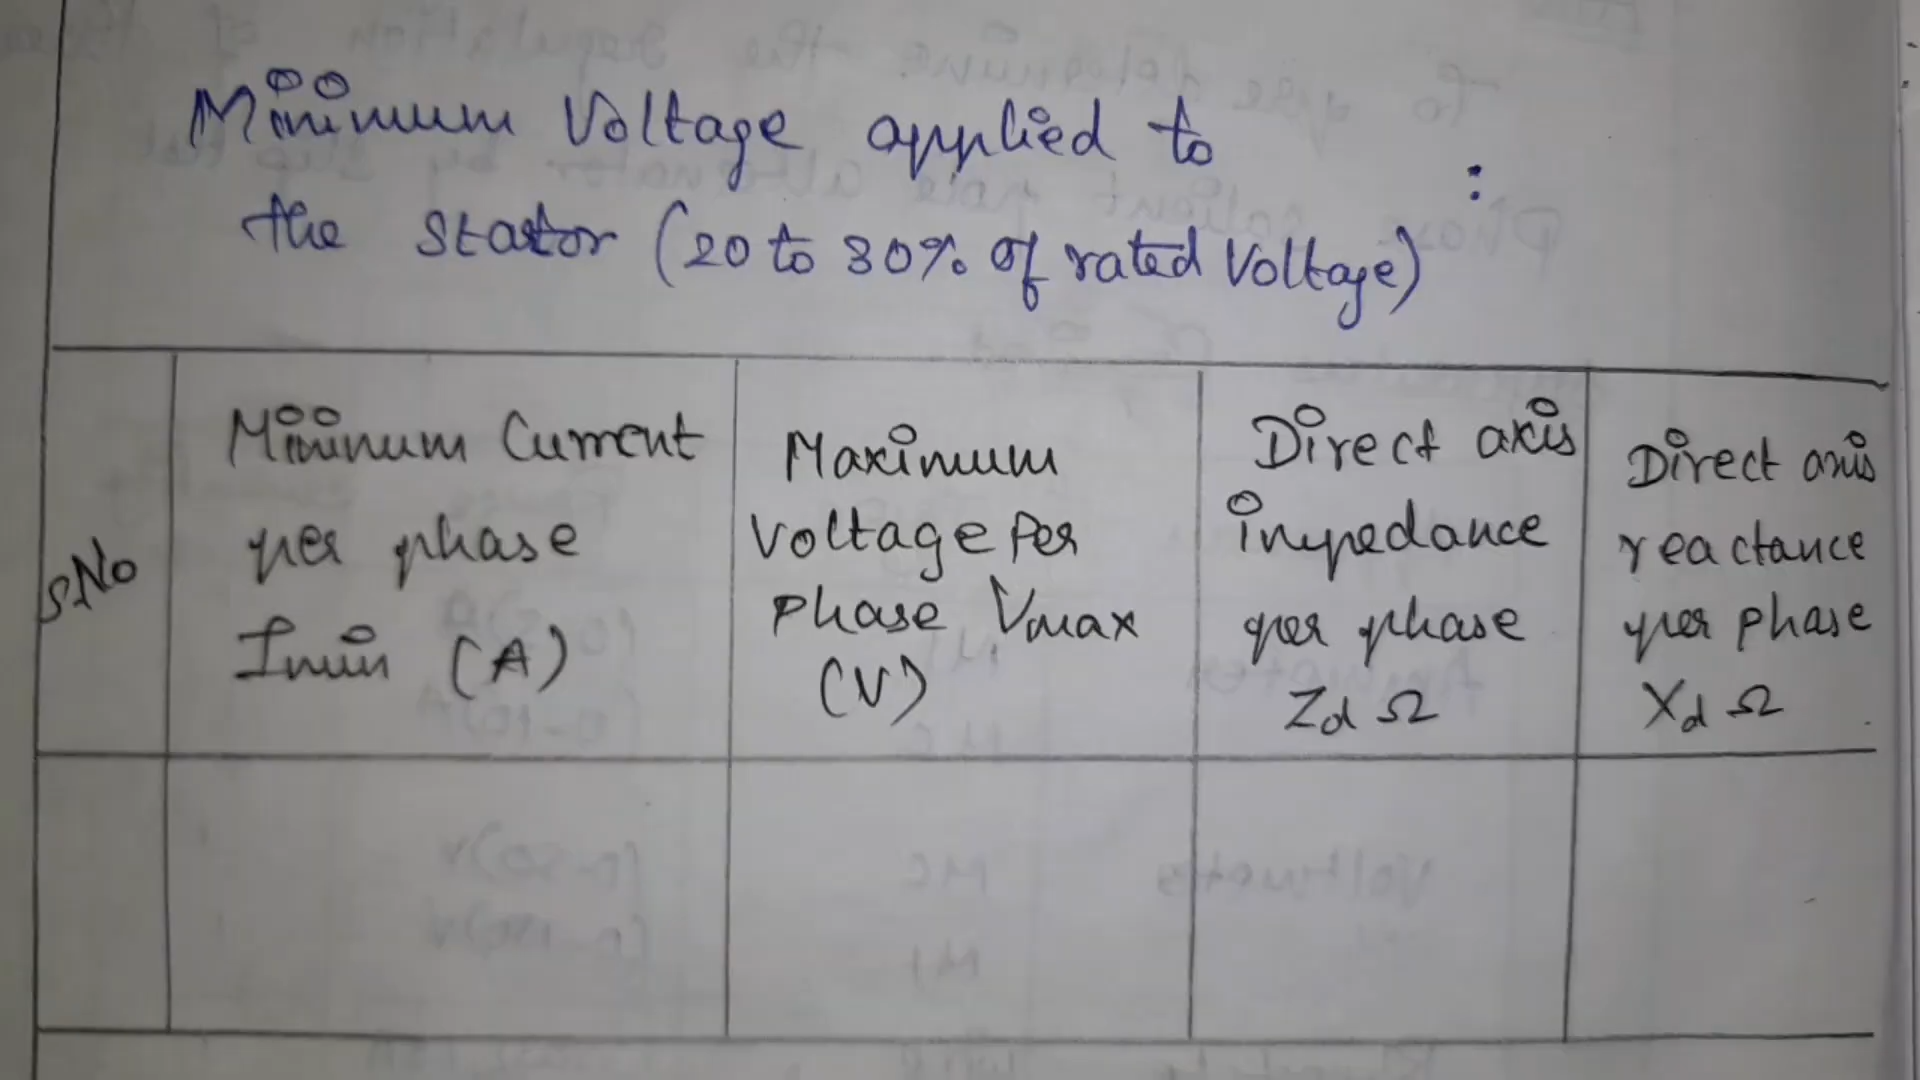 Minimum Voltage applied to
the stator (20 to 30% of rated Voltage) :
S.No
Minimum Current
per phase
Imin (A)
Maximum
Voltage Per
Phase Vmax
(V)
Direct axis
impedance
per phase
Zd Ω
Direct axis
reactance
per phase
Xd Ω